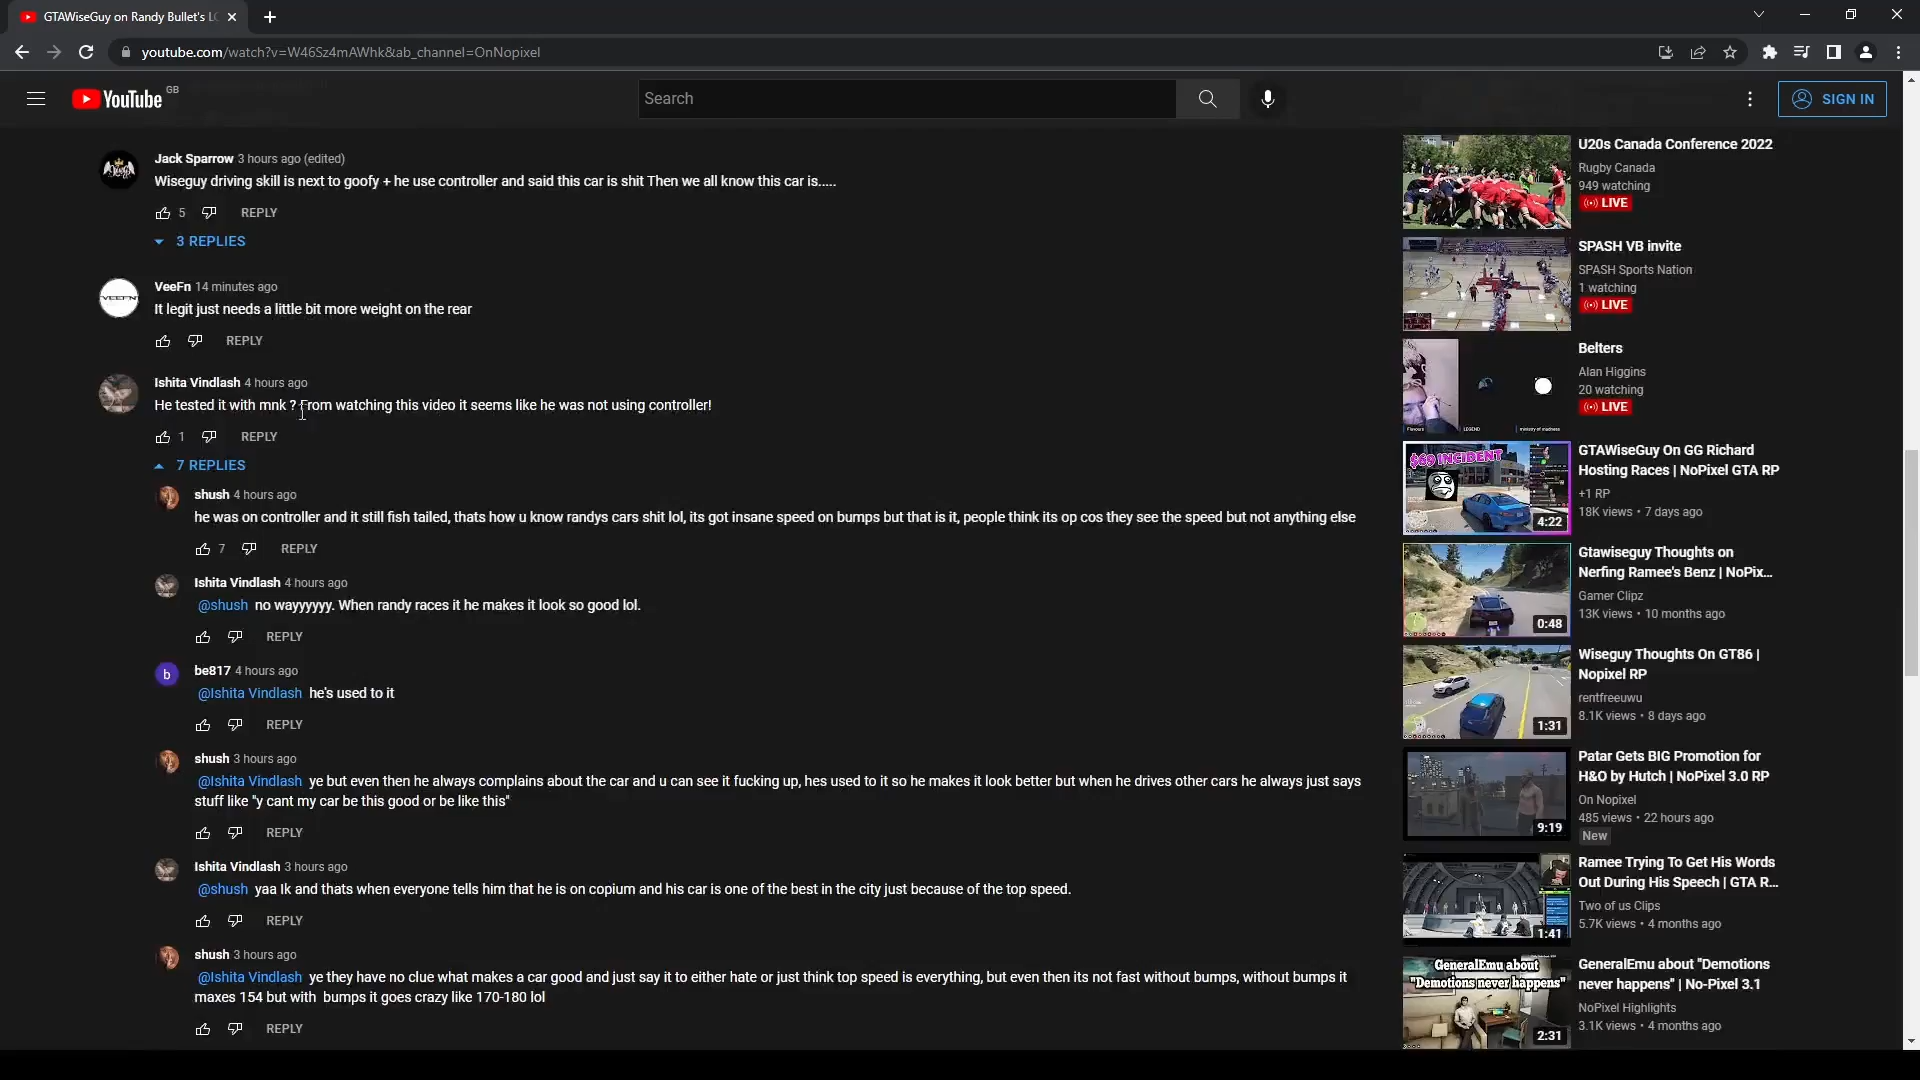 GTAWiseGuy on Randy Bullet's L
youtube.com/watch?v=W46Sz4mAWhk&ab_channel=OnNopixel
YouTube GB
Search
SIGN IN
Jack Sparrow 3 hours ago (edited)
Wiseguy driving skill is next to goofy + he use controller and said this car is shit Then we all know this car is.....
5 REPLY
3 REPLIES
VeeFn 14 minutes ago
It legit just needs a little bit more weight on the rear
REPLY
Ishita Vindlash 4 hours ago
He tested it with mnk ? From watching this video it seems like he was not using controller!
1 REPLY
7 REPLIES
shush 4 hours ago
he was on controller and it still fish tailed, thats how u know randys cars shit lol, its got insane speed on bumps but that is it, people think its op cos they see the speed but not anything else
7 REPLY
Ishita Vindlash 4 hours ago
@shush no wayyyyyy. When randy races it he makes it look so good lol.
REPLY
b
be817 4 hours ago
@Ishita Vindlash he's used to it
REPLY
shush 3 hours ago
@Ishita Vindlash ye but even then he always complains about the car and u can see it fucking up, hes used to it so he makes it look better but when he drives other cars he always just says
stuff like "y cant my car be this good or be like this"
REPLY
Ishita Vindlash 3 hours ago
@shush yaa Ik and thats when everyone tells him that he is on copium and his car is one of the best in the city just because of the top speed.
REPLY
shush 3 hours ago
@Ishita Vindlash ye they have no clue what makes a car good and just say it to either hate or just think top speed is everything, but even then its not fast without bumps, without bumps it
maxes 154 but with bumps it goes crazy like 170-180 lol
REPLY
U20s Canada Conference 2022
Rugby Canada
949 watching
LIVE
SPASH VB invite
SPASH Sports Nation
1 watching
LIVE
Belters
Alan Higgins
20 watching
LIVE
$69 INCIDENT
4:22
GTAWiseGuy On GG Richard
Hosting Races | NoPixel GTA RP
+1 RP
18K views • 7 days ago
0:48
Gtawiseguy Thoughts on
Nerfing Ramee's Benz | NoPix...
Gamer Clipz
13K views • 10 months ago
1:31
Wiseguy Thoughts On GT86 |
Nopixel RP
rentfreeuwu
8.1K views • 8 days ago
9:19
Patar Gets BIG Promotion for
H&O by Hutch | NoPixel 3.0 RP
On Nopixel
485 views • 22 hours ago
New
1:41
Ramee Trying To Get His Words
Out During His Speech | GTA R...
Two of us Clips
5.7K views • 4 months ago
GeneralEmu about
"Demotions never happens"
2:31
GeneralEmu about "Demotions
never happens" | No-Pixel 3.1
NoPixel Highlights
3.1K views • 4 months ago